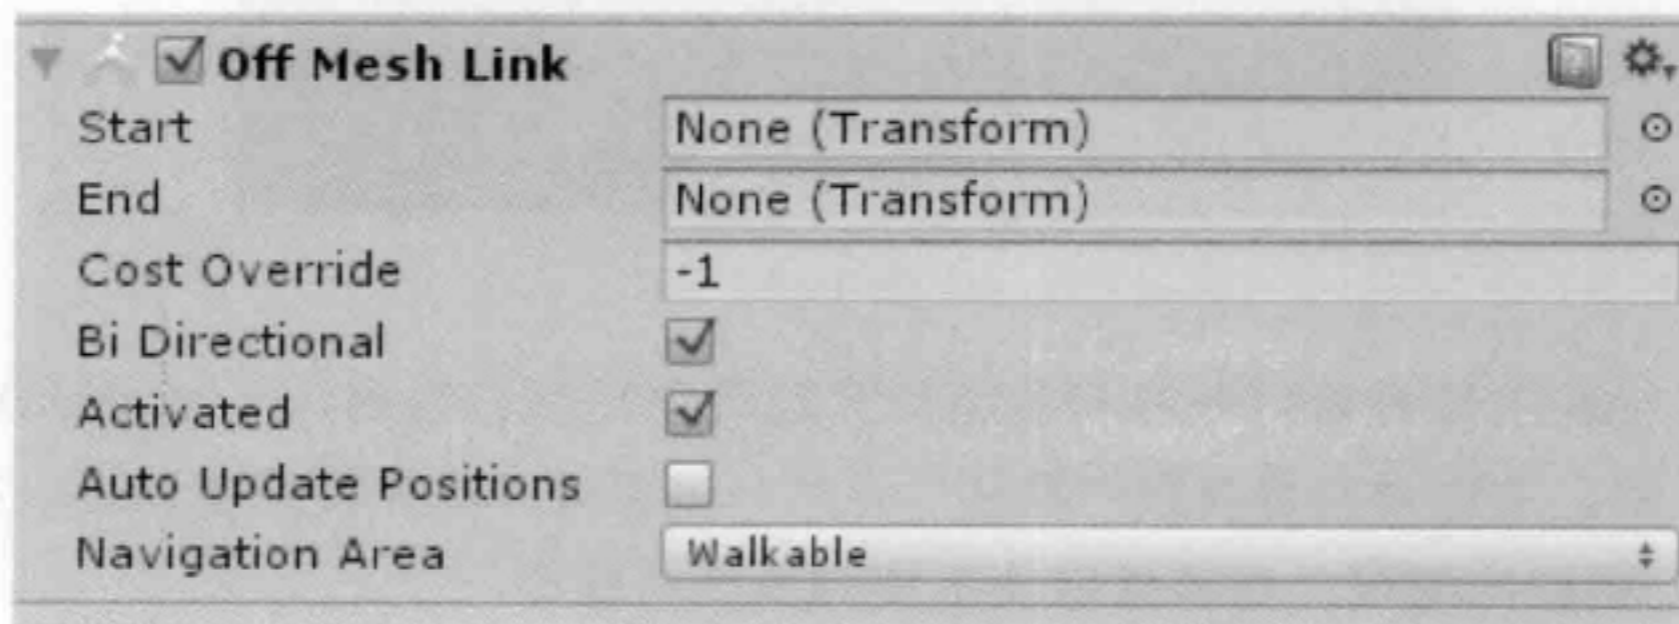 Off Mesh Link
Start None (Transform)
End None (Transform)
Cost Override -1
Bi Directional
Activated
Auto Update Positions
Navigation Area Walkable